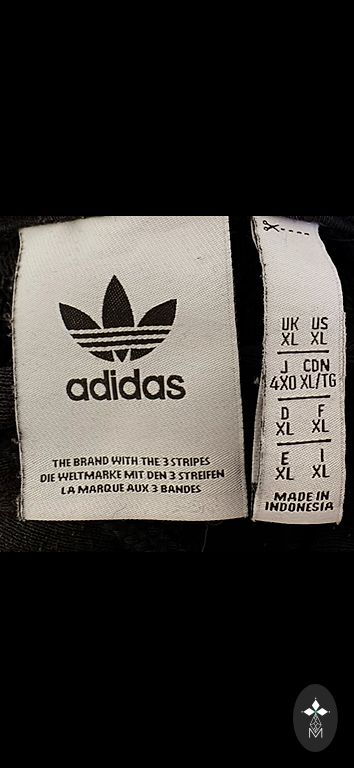 adidas
THE BRAND WITH THE 3 STRIPES
DIE WELTMARKE MIT DEN 3 STREIFEN
LA MARQUE AUX 3 BANDES
UK US
XL XL
J CDN
4XO XL/TG
D F
XL XL
E I
XL XL
MADE IN
INDONESIA
M